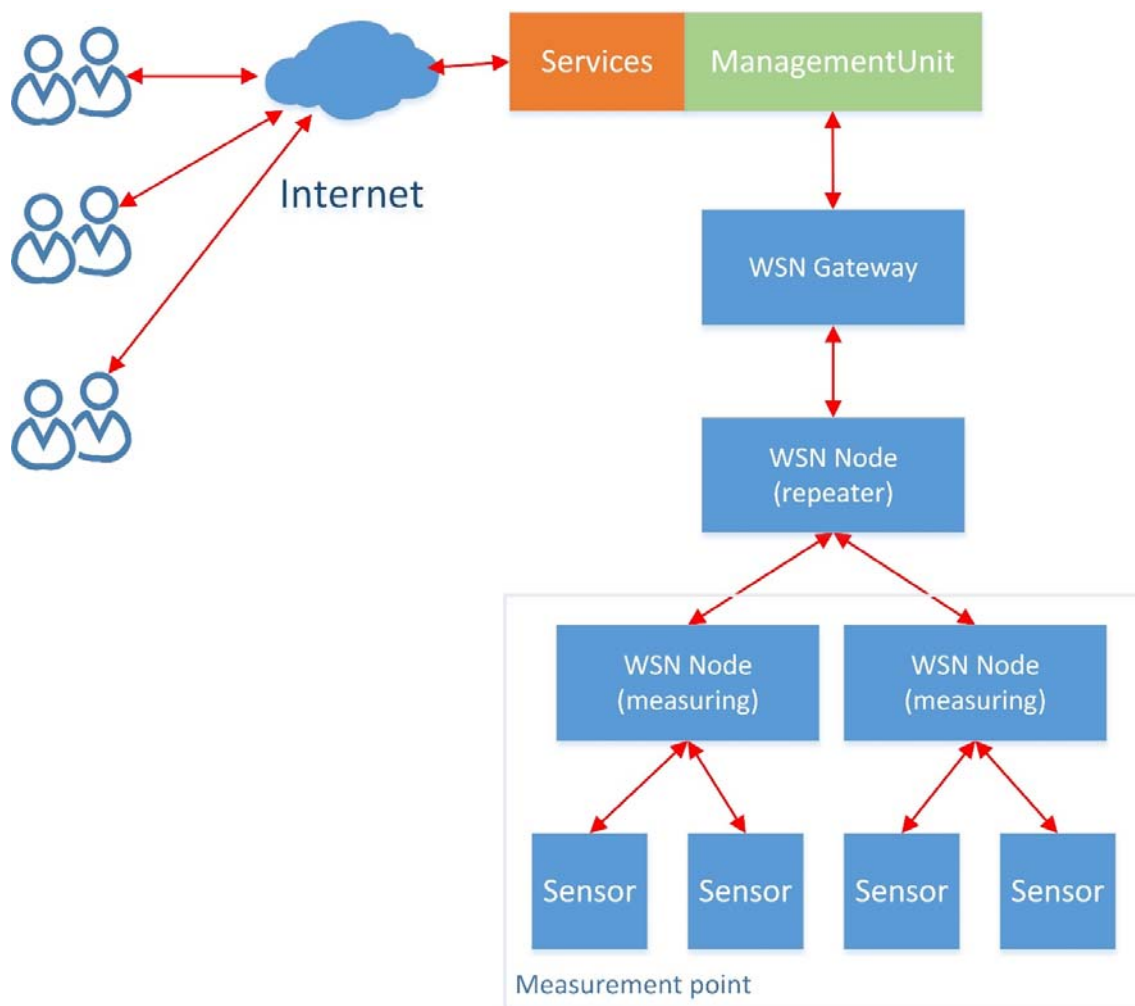 Services
ManagementUnit
Internet
WSN Gateway
WSN Node
(repeater)
WSN Node
(measuring)
WSN Node
(measuring)
Sensor
Sensor
Sensor
Sensor
Measurement point